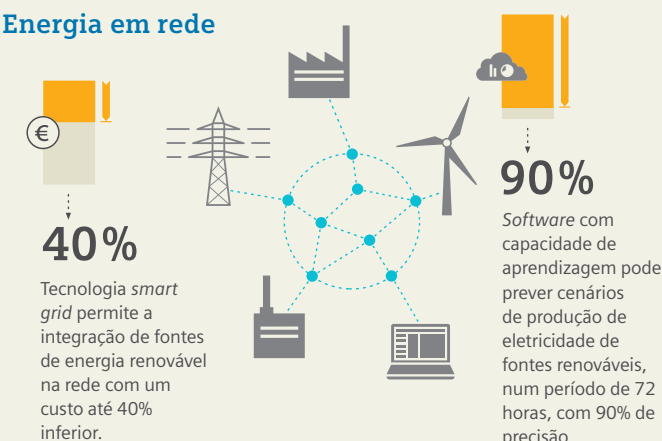 Energia em rede
€
40%
Tecnologia smart
grid permite a
integração de fontes
de energia renovável
na rede com um
custo até 40%
inferior.
90%
Software com
capacidade de
aprendizagem pode
prever cenários
de produção de
eletricidade de
fontes renováveis,
num período de 72
horas, com 90% de
precisão